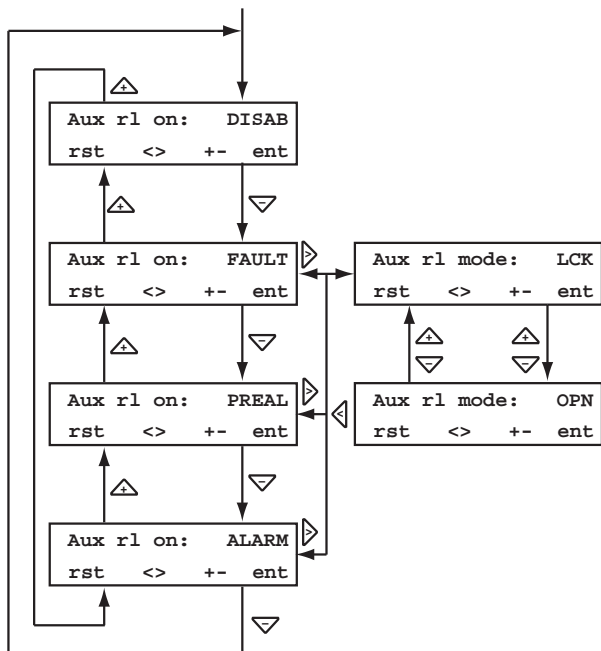 Aux rl on: DISAB
rst <> +- ent
Aux rl on: FAULT
rst <> +- ent
Aux rl mode: LCK
rst <> +- ent
Aux rl on: PREAL
rst <> +- ent
Aux rl mode: OPN
rst <> +- ent
Aux rl on: ALARM
rst <> +- ent